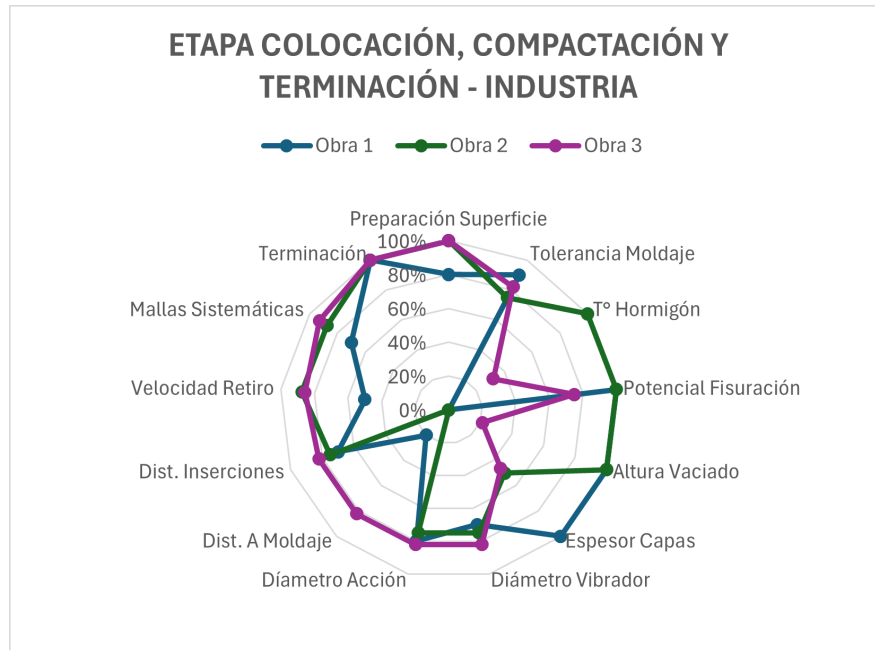 ETAPA COLOCACIÓN, COMPACTACIÓN Y
TERMINACIÓN - INDUSTRIA
Obra 1 Obra 2 Obra 3
Preparación Superficie
100%
Terminación
Tolerancia Moldaje
80%
Mallas Sistemáticas
T° Hormigón
60%
40%
Velocidad Retiro
Potencial Fisuración
20%
0%
Dist. Inserciones
Altura Vaciado
Dist. A Moldaje
Espesor Capas
Díametro Acción
Diámetro Vibrador